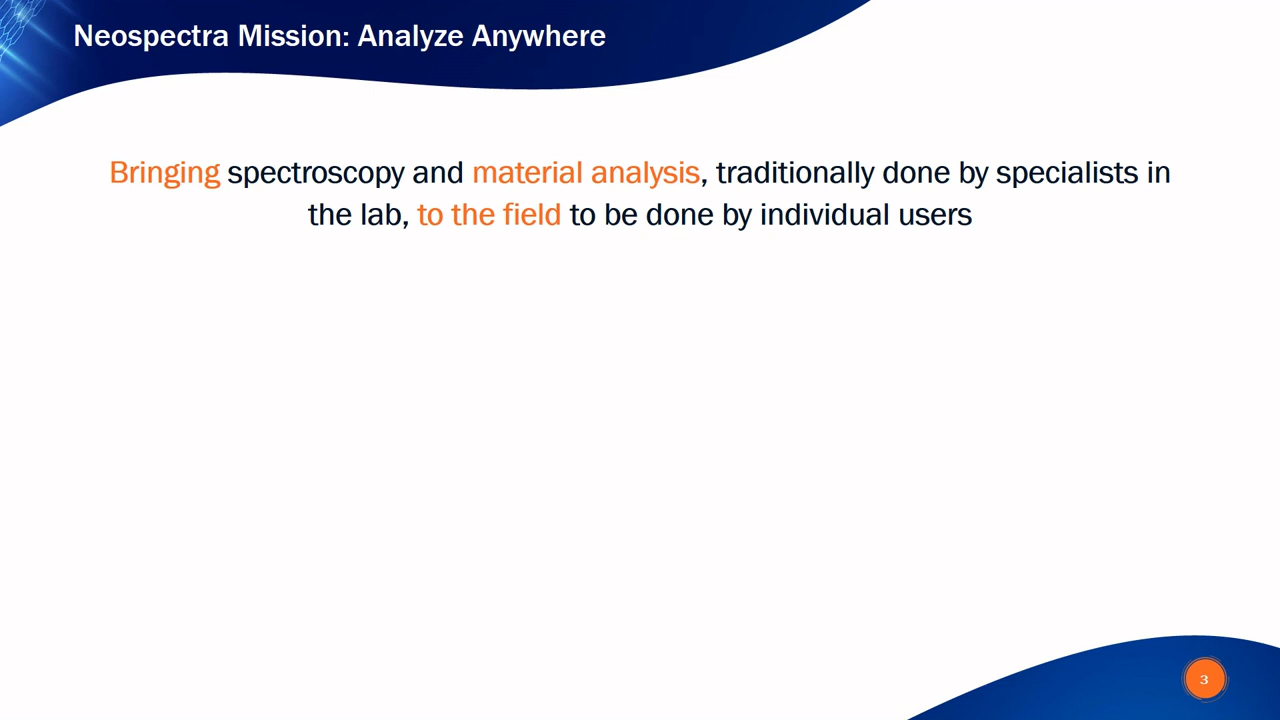 Neospectra Mission: Analyze Anywhere
Bringing spectroscopy and material analysis, traditionally done by specialists in
the lab, to the field to be done by individual users
3